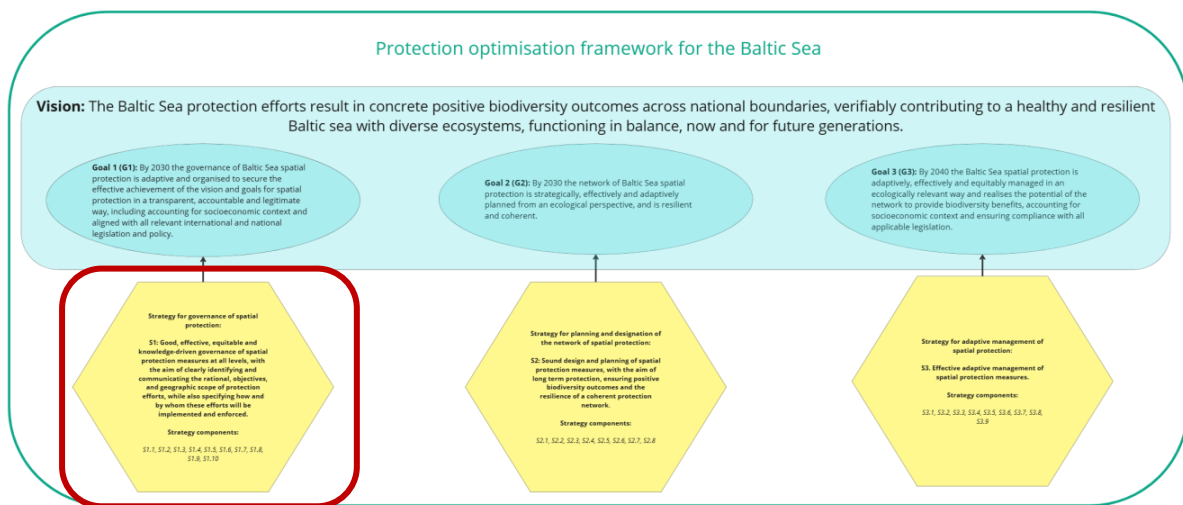 Protection optimisation framework for the Baltic Sea
Vision: The Baltic Sea protection efforts result in concrete positive biodiversity outcomes across national boundaries, verifiably contributing to a healthy and resilient
Baltic sea with diverse ecosystems, functioning in balance, now and for future generations.
Goal 1 (G1): By 2030 the governance of Baltic Sea spatial
protection is adaptive and organised to secure the
effective achievement of the vision and goals for spatial
protection in a transparent, accountable and legitimate
way, including accounting for socioeconomic context and
aligned with all relevant international and national
legislation and policy.
Goal 2 (G2): By 2030 the network of Baltic Sea spatial
protection is strategically, effectively and adaptively
planned from an ecological perspective, and is resilient
and coherent.
Goal 3 (G3): By 2040 the Baltic Sea spatial protection is
adaptively, effectively and equitably managed in an
ecologically relevant way and realises the potential of the
network to provide biodiversity benefits, accounting for
socioeconomic context and ensuring compliance with all
applicable legislation.
Strategy for governance of spatial
protection:
S1: Good, effective, equitable and
knowledge-driven governance of spatial
protection measures at all levels, with
the aim of clearly identifying and
communicating the rational, objectives,
and geographic scope of protection
efforts, while also specifying how and
by whom these efforts will be
implemented and enforced.
Strategy components:
S1.1, S1.2, S1.3, S1.4, S1.5, S1.6, S1.7, S1.8,
S1.9, S1.10
Strategy for planning and designation of
the network of spatial protection:
S2: Sound design and planning of spatial
protection measures, with the aim of
long term protection, ensuring positive
biodiversity outcomes and the
resilience of a coherent protection
network.
Strategy components:
S2.1, S2.2, S2.3, S2.4, S2.5, S2.6, S2.7, S2.8
Strategy for adaptive management of
spatial protection:
S3. Effective adaptive management of
spatial protection measures.
Strategy components:
S3.1, S3.2, S3.3, S3.4, S3.5, S3.6, S3.7, S3.8,
S3.9